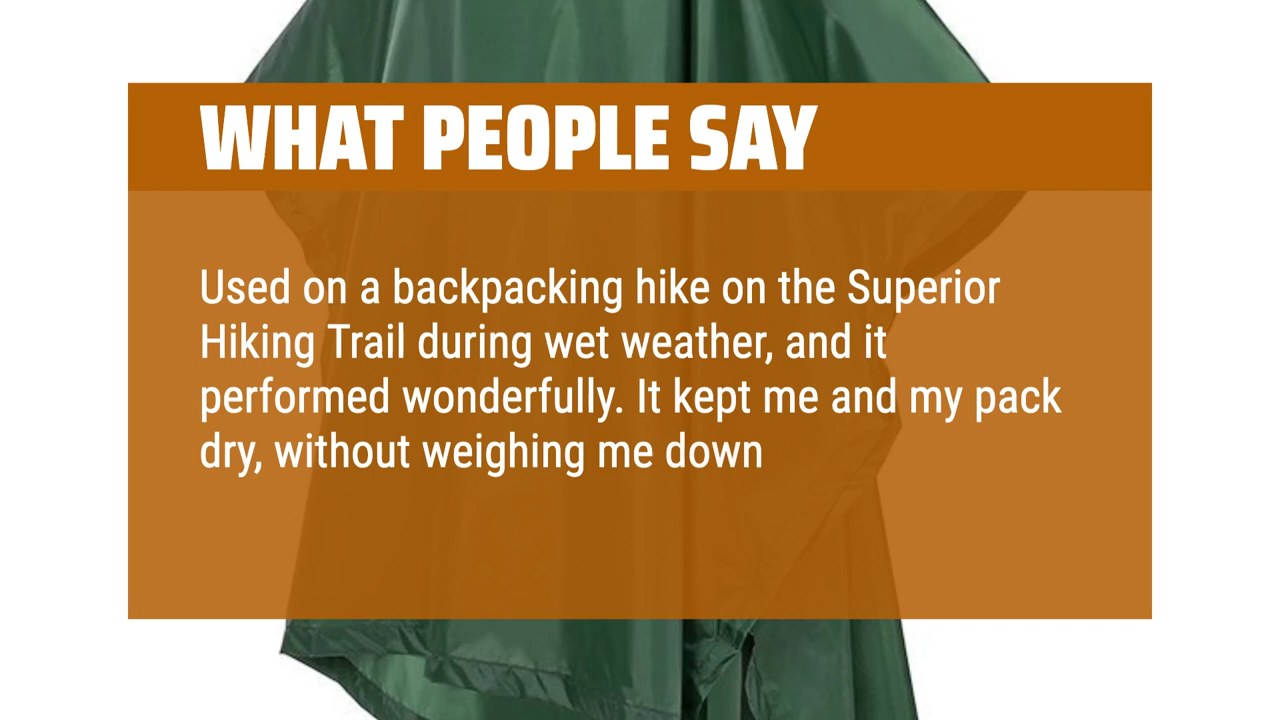 WHAT PEOPLE SAY
Used on a backpacking hike on the Superior
Hiking Trail during wet weather, and it
performed wonderfully. It kept me and my pack
dry, without weighing me down